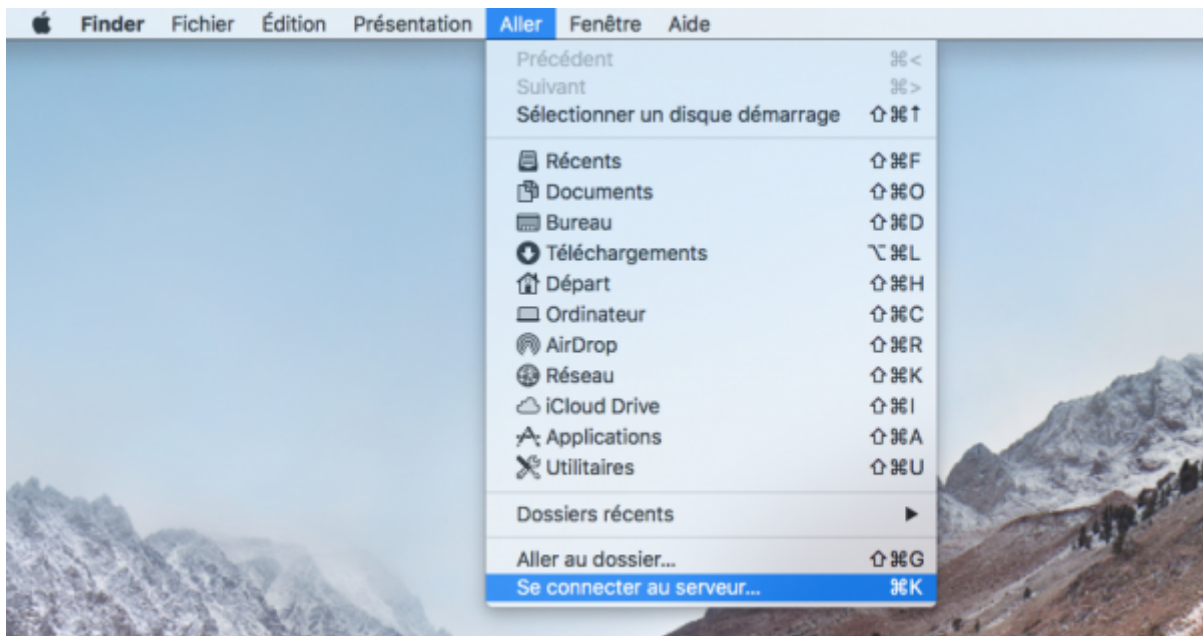 Finder Fichier Édition Présentation Aller Fenêtre Aide
Précédent ⌘<
Suivant ⌘>
Sélectionner un disque démarrage ⇧⌘↑
Récents ⇧⌘F
Documents ⇧⌘O
Bureau ⇧⌘D
Téléchargements ⌥⌘L
Départ ⇧⌘H
Ordinateur ⇧⌘C
AirDrop ⇧⌘R
Réseau ⇧⌘K
iCloud Drive ⇧⌘I
Applications ⇧⌘A
Utilitaires ⇧⌘U
Dossiers récents ▶
Aller au dossier... ⇧⌘G
Se connecter au serveur... ⌘K